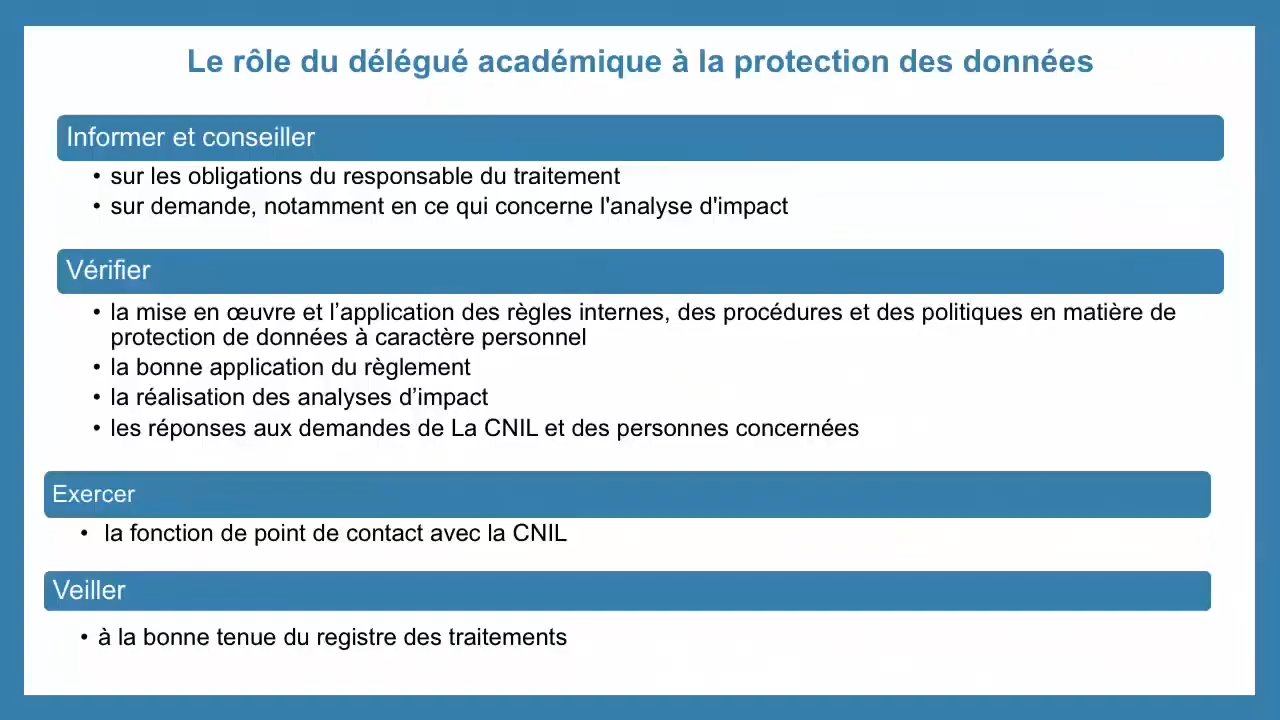 Le rôle du délégué académique à la protection des données
Informer et conseiller
• sur les obligations du responsable du traitement
• sur demande, notamment en ce qui concerne l'analyse d'impact
Vérifier
• la mise en œuvre et l’application des règles internes, des procédures et des politiques en matière de
protection de données à caractère personnel
• la bonne application du règlement
• la réalisation des analyses d’impact
• les réponses aux demandes de La CNIL et des personnes concernées
Exercer
• la fonction de point de contact avec la CNIL
Veiller
• à la bonne tenue du registre des traitements